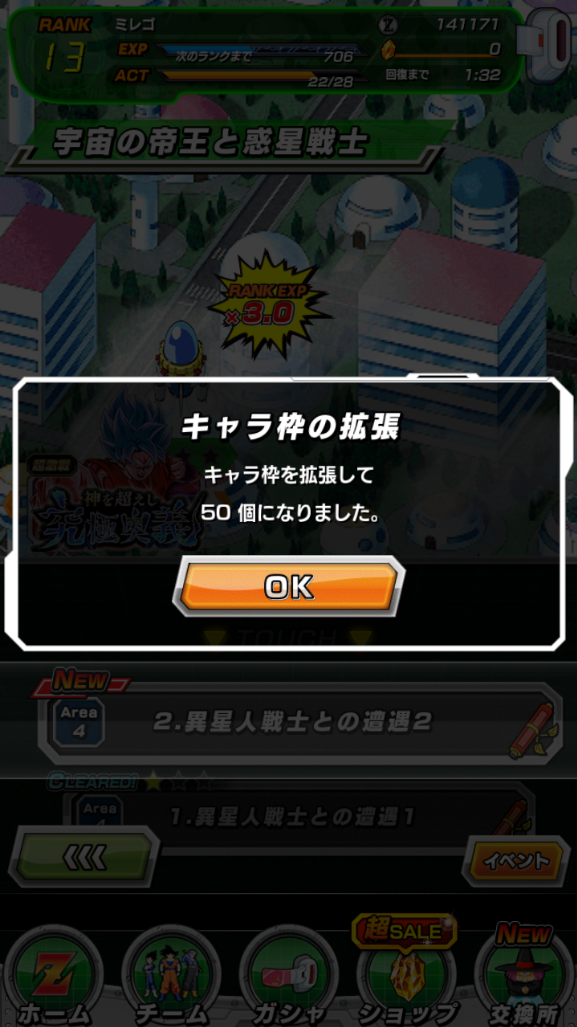 RANK
13
ミレゴ
141171
EXP
次のランクまで
706
0
ACT
22/28
回復まで
1:32
宇宙の帝王と惑星戦士
RANK EXP
×3.0
キャラ枠の拡張
キャラ枠を拡張して
50 個になりました。
超激戦
神を超えし
究極奥義
OK
TOUCH
NEW
Area
4
2.異星人戦士との遭遇2
CLEARED!
Area
4
1.異星人戦士との遭遇1
イベント
超SALE
NEW
ホーム
チーム
ガシャ
ショップ
交換所